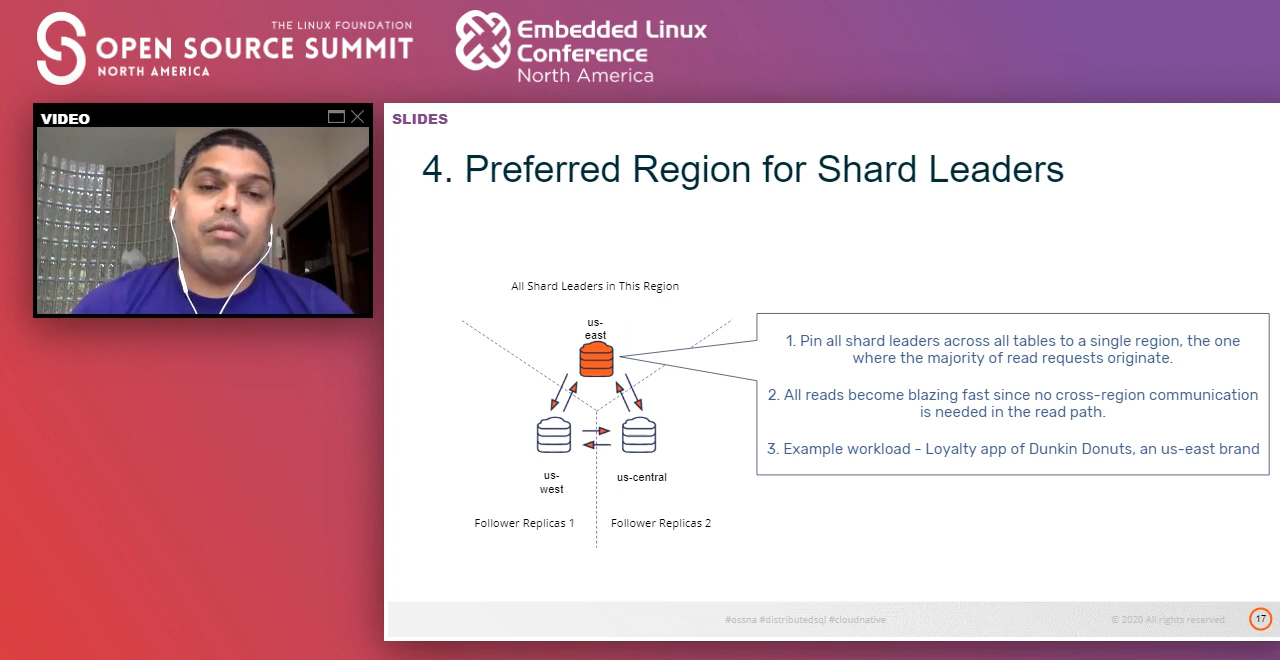 THE LINUX FOUNDATION
OPEN SOURCE SUMMIT
NORTH AMERICA
Embedded Linux
Conference
North America
VIDEO
SLIDES
4. Preferred Region for Shard Leaders
All Shard Leaders in This Region
us-
east
1. Pin all shard leaders across all tables to a single region, the one
where the majority of read requests originate.
2. All reads become blazing fast since no cross-region communication
is needed in the read path.
3. Example workload - Loyalty app of Dunkin Donuts, an us-east brand
us-
west
us-central
Follower Replicas 1
Follower Replicas 2
#ossna #distributedsql #cloudnative
© 2020 All rights reserved.
17